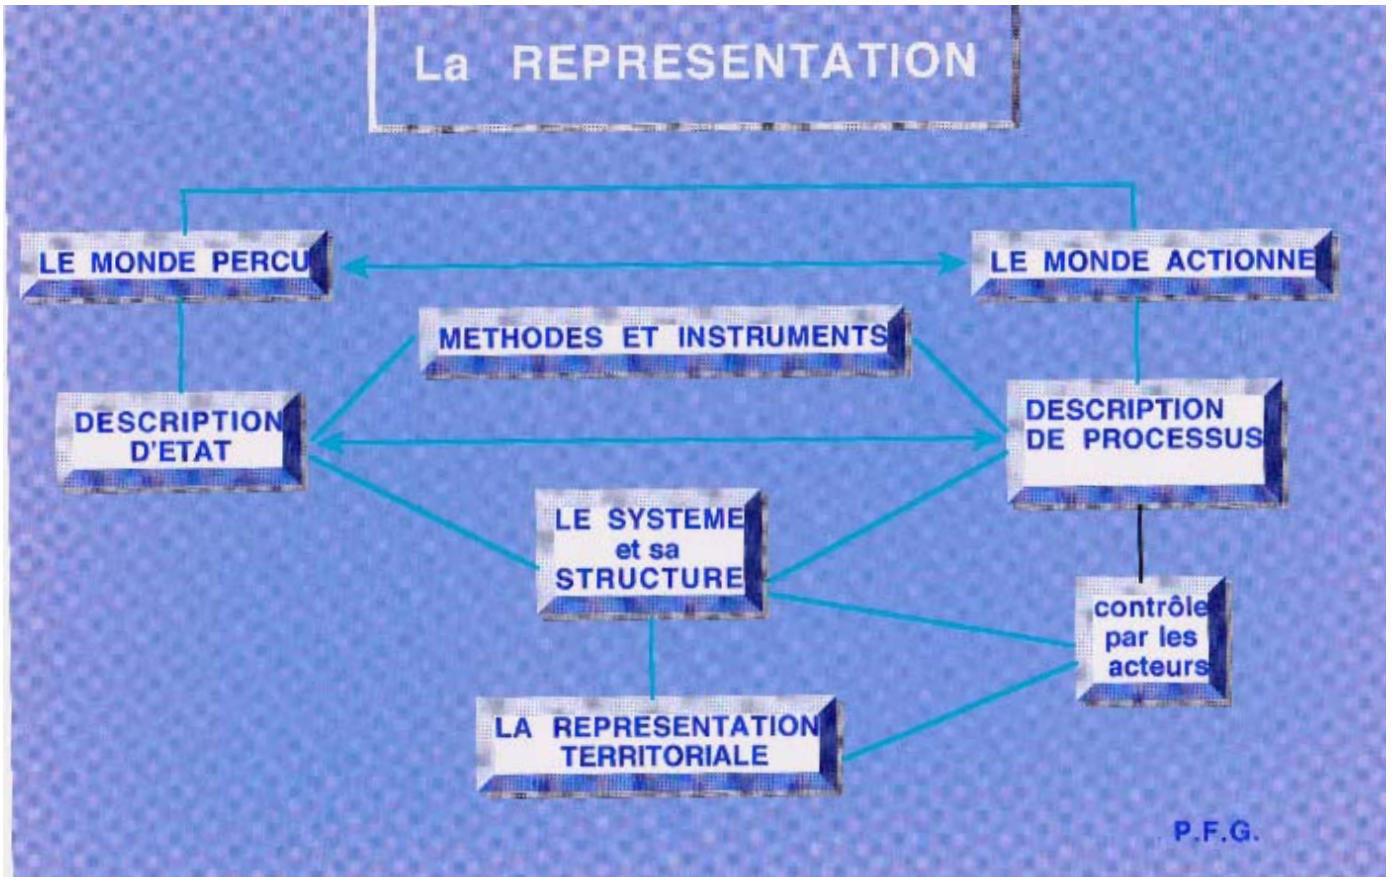 La REPRESENTATION
LE MONDE PERCU
LE MONDE ACTIONNE
METHODES ET INSTRUMENTS
DESCRIPTION
D'ETAT
DESCRIPTION
DE PROCESSUS
LE SYSTEME
et sa
STRUCTURE
contrôle
par les
acteurs
LA REPRESENTATION
TERRITORIALE
P.F.G.